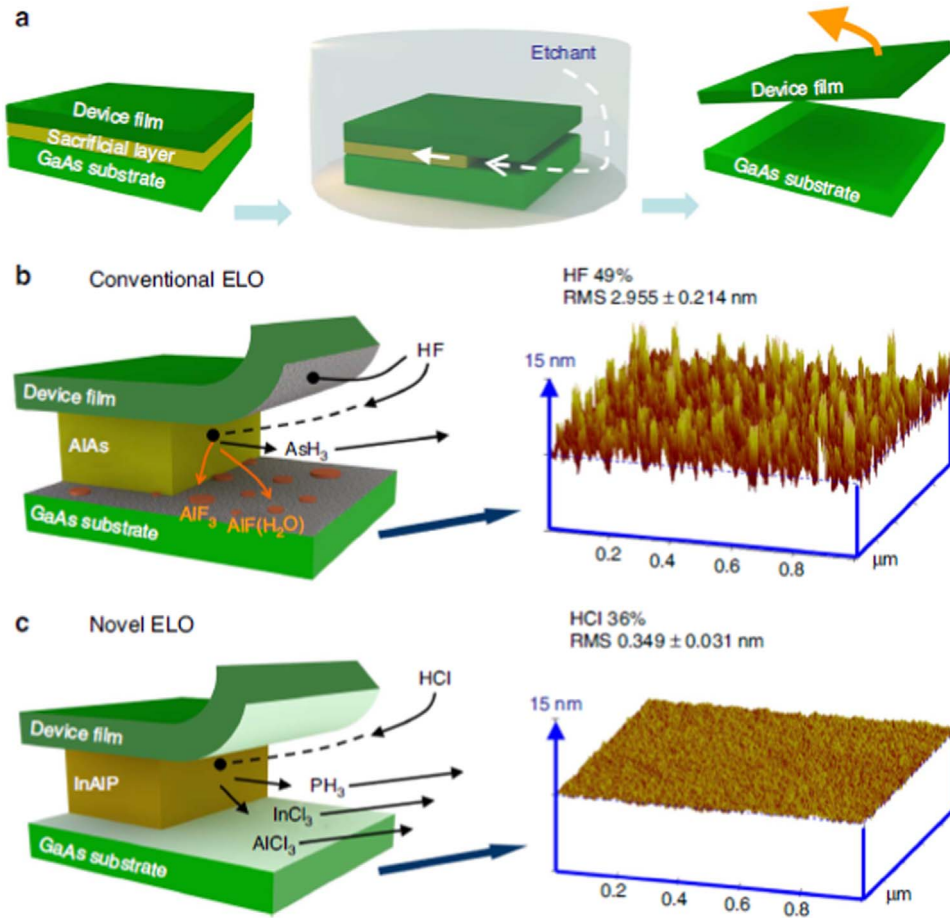 a
Etchant
Device film
Sacrificial layer
GaAs substrate
Device film
GaAs substrate
b Conventional ELO
HF 49%
RMS 2.955 ± 0.214 nm
15 nm
HF
Device film
AlAs
AsH3
AlF3
AlF(H2O)
GaAs substrate
0.2 0.4 0.6 0.8 μm
c Novel ELO
HCl 36%
RMS 0.349 ± 0.031 nm
15 nm
HCl
Device film
InAlP
PH3
InCl3
AlCl3
GaAs substrate
0.2 0.4 0.6 0.8 μm